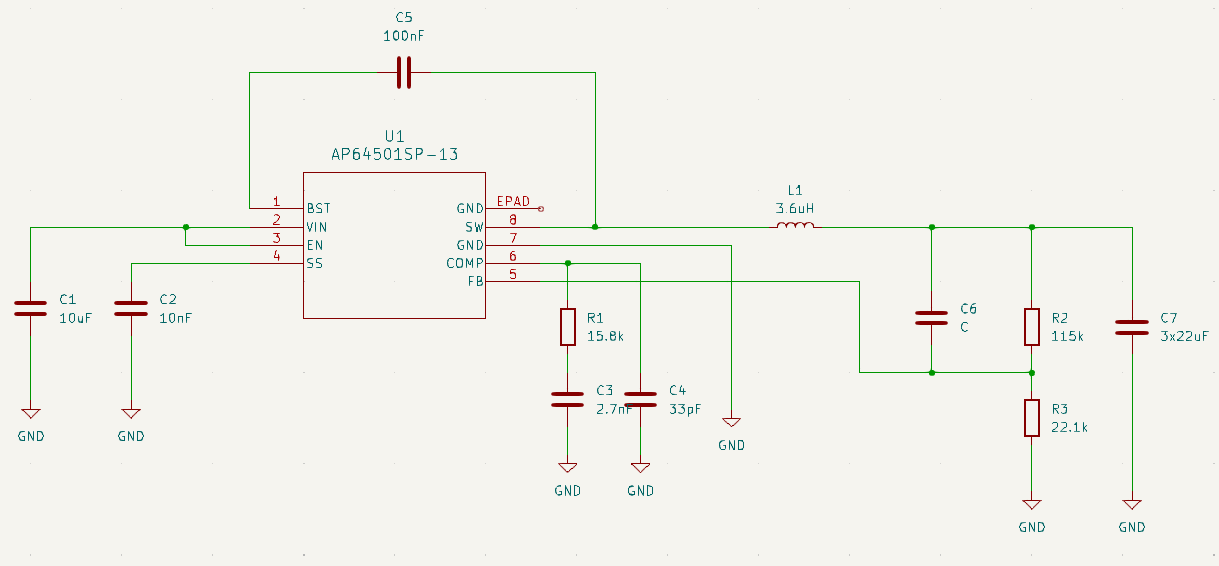 C5
100nF
U1
AP64501SP-13
1
BST
2
VIN
3
EN
4
SS
GND
EPAD
SW
8
GND
7
COMP
6
FB
5
L1
3.6uH
C1
10uF
C2
10nF
R1
15.8k
C3
2.7nF
C4
33pF
C6
C
R2
115k
C7
3x22uF
R3
22.1k
GND
GND
GND
GND
GND
GND
GND